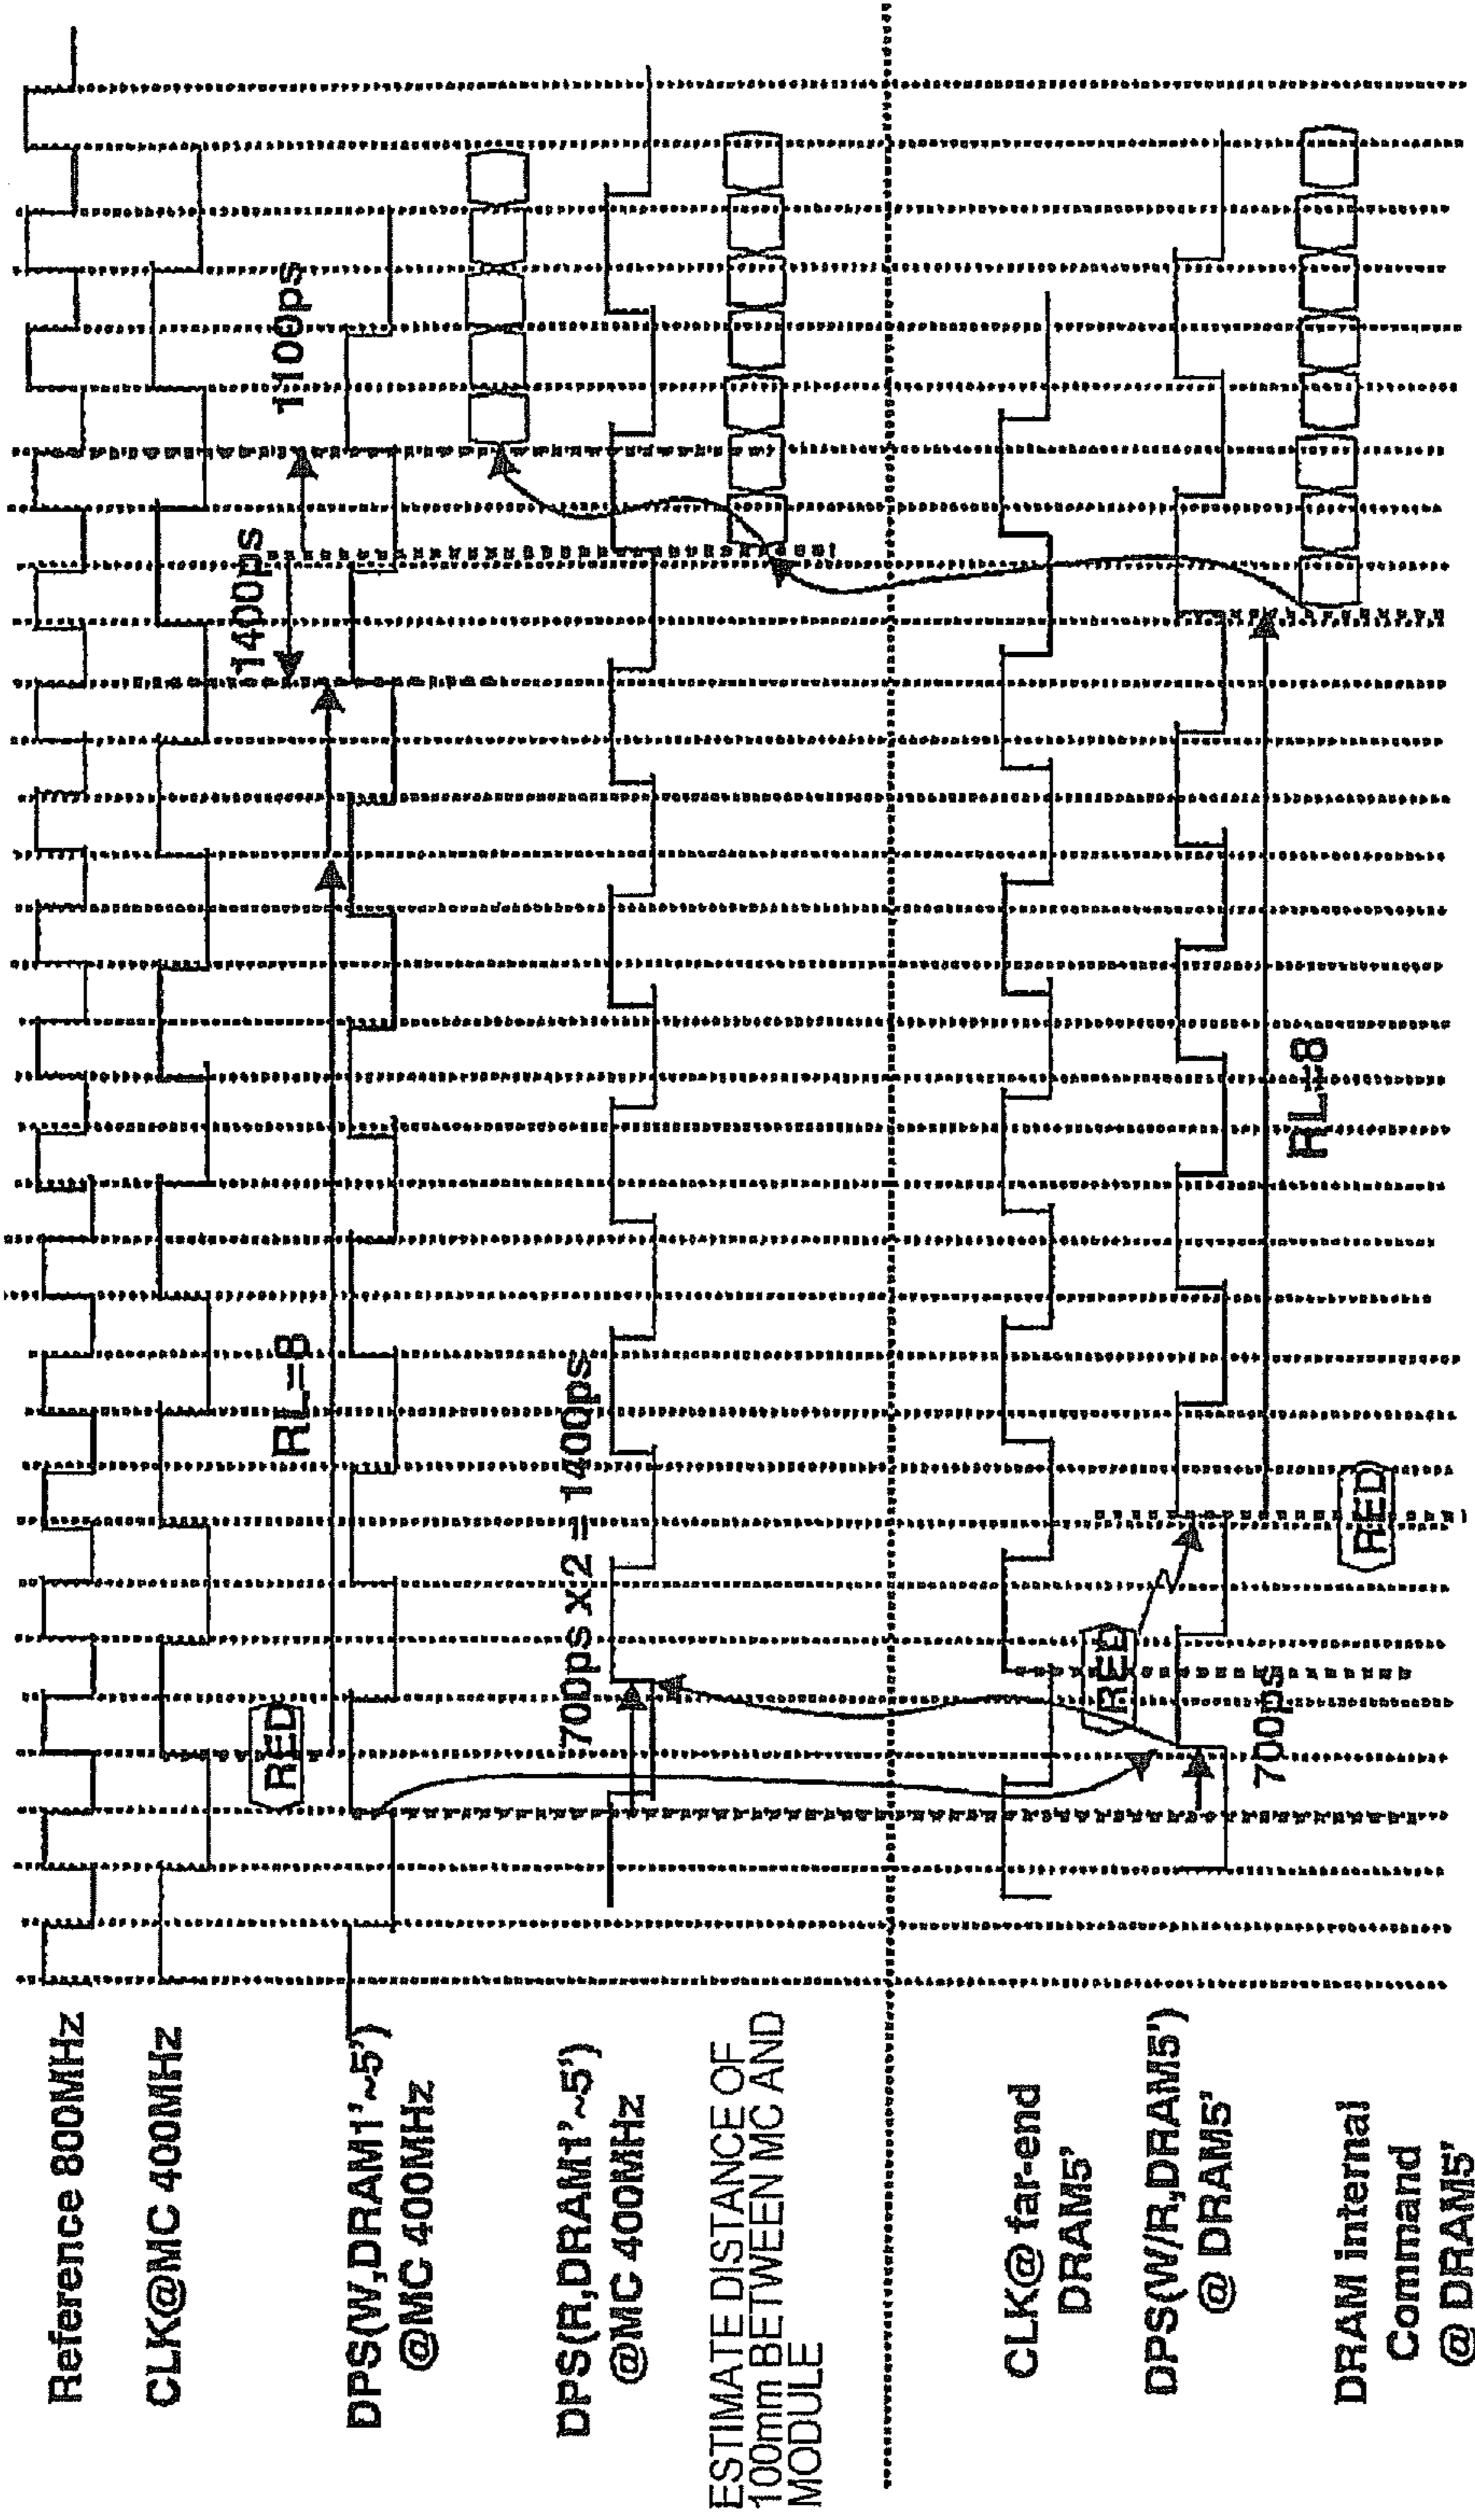 Reference 800MHz
CLK@MC 400MHz
RED
RL=8
1400ps
1100ps
DPS(W,DRAM1'~5')
@MC 400MHz
700ps x2 = 1400ps
DPS(R,DRAM1'~5')
@MC 400MHz
ESTIMATE DISTANCE OF
100mm BETWEEN MC AND
MODULE
CLK@ far-end
DRAM5'
RED
DPS(W/R,DRAM5')
@ DRAM5'
700ps
RL=8
RED
DRAM internal
Command
@ DRAM5'